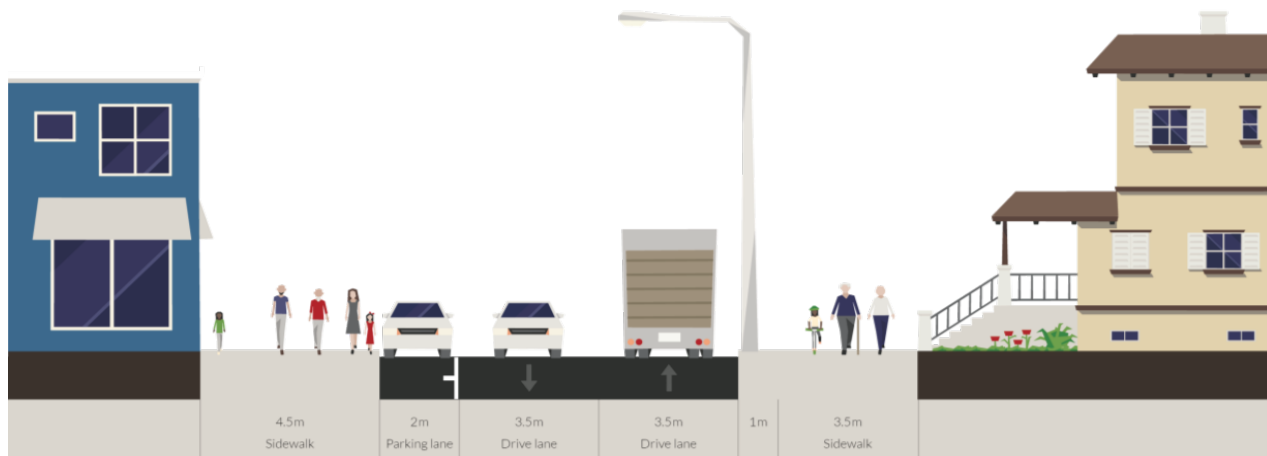 4.5m
Sidewalk
2m
Parking lane
3.5m
Drive lane
3.5m
Drive lane
1m
3.5m
Sidewalk